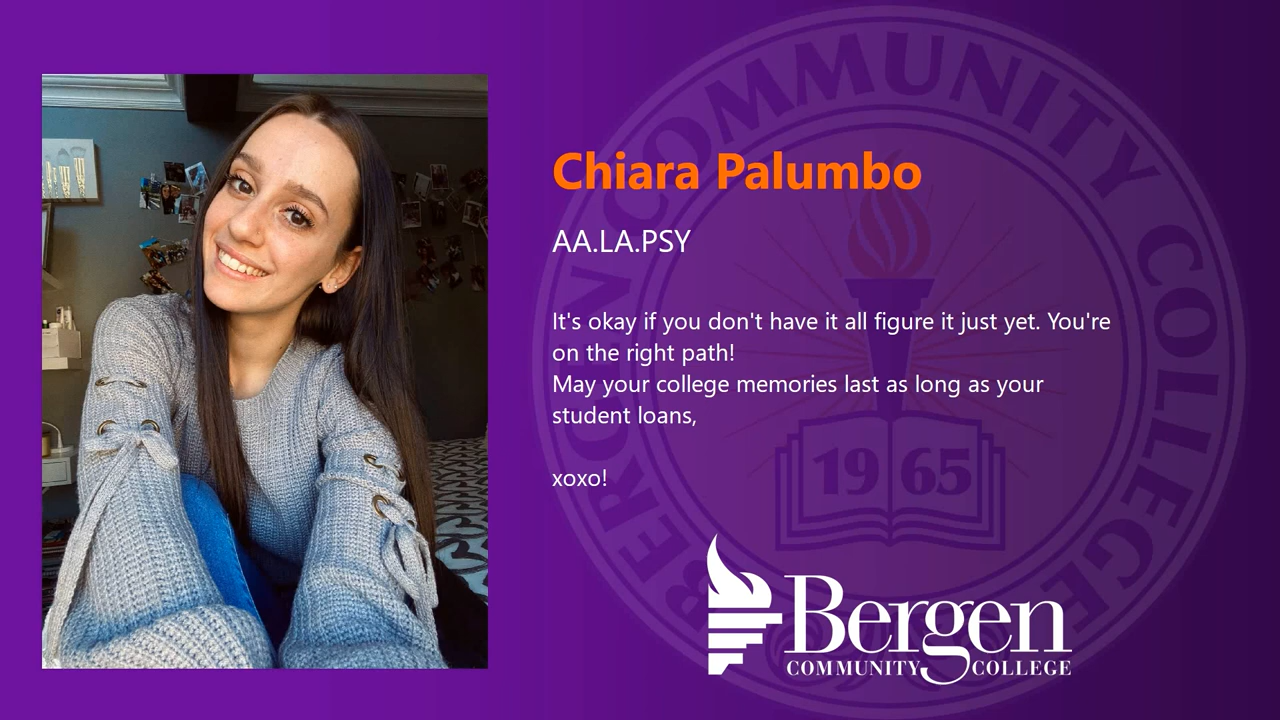 Chiara Palumbo
AA.LA.PSY
It's okay if you don't have it all figure it just yet. You're
on the right path!
May your college memories last as long as your
student loans,
xoxo!
BERGEN COMMUNITY COLLEGE
19 65
Bergen
COMMUNITY COLLEGE